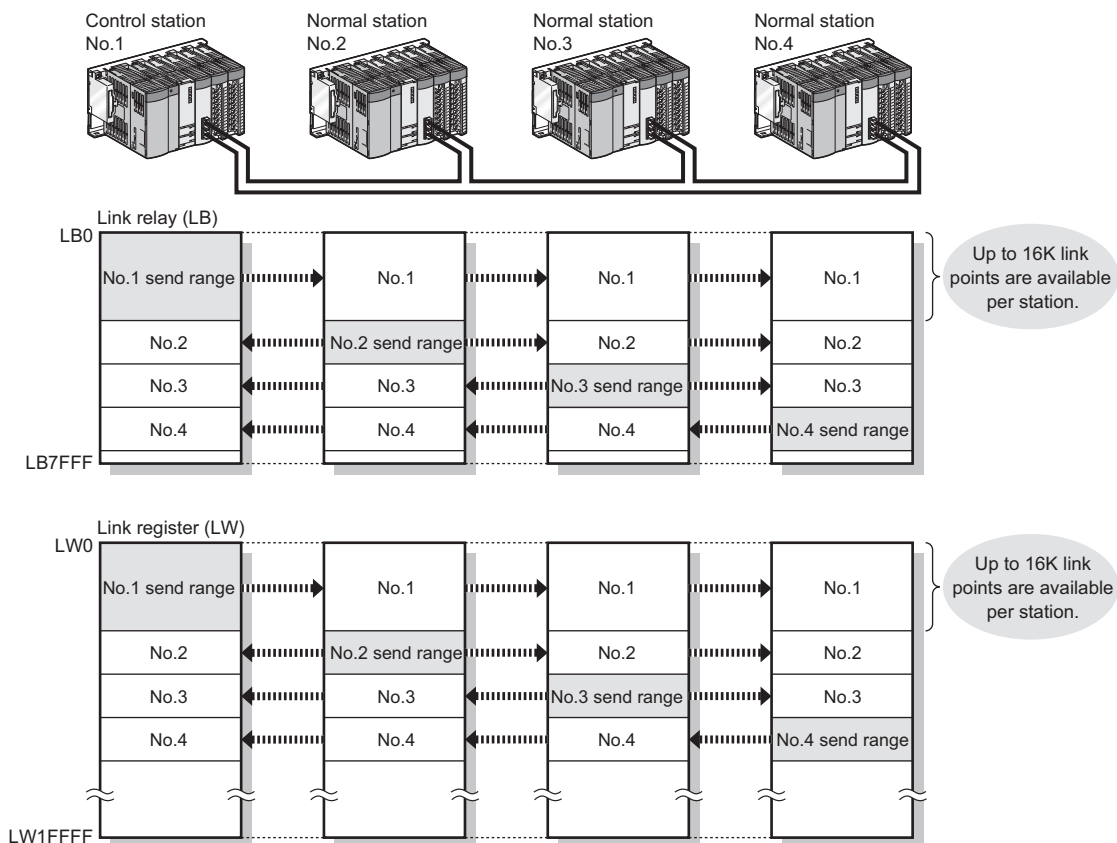 Control station
No.1
Normal station
No.2
Normal station
No.3
Normal station
No.4
Link relay (LB)
LB0
No.1 send range
No.1
No.1
No.1
Up to 16K link
points are available
per station.
No.2
No.2 send range
No.2
No.2
No.3
No.3
No.3 send range
No.3
No.4
No.4
No.4
No.4 send range
LB7FFF
Link register (LW)
LW0
No.1 send range
No.1
No.1
No.1
Up to 16K link
points are available
per station.
No.2
No.2 send range
No.2
No.2
No.3
No.3
No.3 send range
No.3
No.4
No.4
No.4
No.4 send range
LW1FFFF